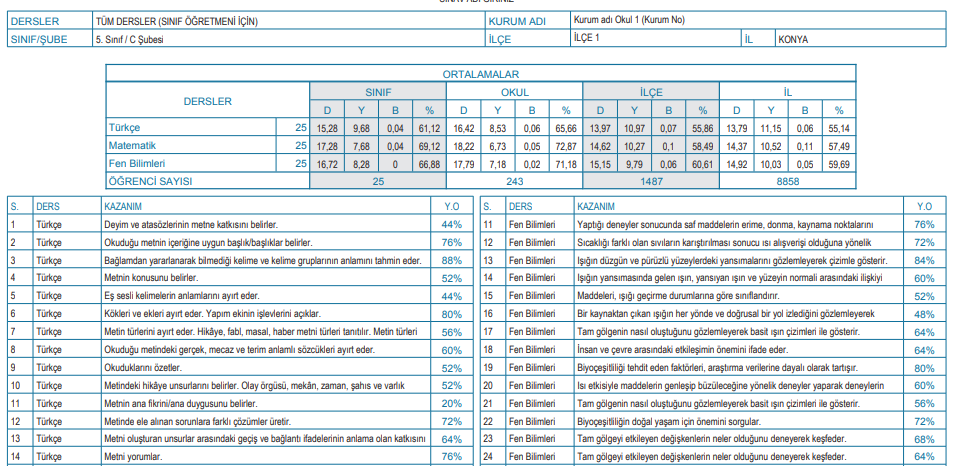 DERSLER TÜM DERSLER (SINIF ÖĞRETMENİ İÇİN) KURUM ADI Kurum adı Okul 1 (Kurum No)
SINIF/ŞUBE 5. Sınıf / C Şubesi İLÇE İLÇE 1 İL KONYA
ORTALAMALAR
DERSLER SINIF OKUL İLÇE İL
D Y B % D Y B % D Y B % D Y B %
Türkçe 25 15,28 9,68 0,04 61,12 16,42 8,53 0,06 65,66 13,97 10,97 0,07 55,86 13,79 11,15 0,06 55,14
Matematik 25 17,28 7,68 0,04 69,12 18,22 6,73 0,05 72,87 14,62 10,27 0,1 58,49 14,37 10,52 0,11 57,49
Fen Bilimleri 25 16,72 8,28 0 66,88 17,79 7,18 0,02 71,18 15,15 9,79 0,06 60,61 14,92 10,03 0,05 59,69
ÖĞRENCİ SAYISI 25 243 1487 8858
S. DERS KAZANIM Y.O
1 Türkçe Deyim ve atasözlerinin metne katkısını belirler. 44%
2 Türkçe Okuduğu metnin içeriğine uygun başlık/başlıklar belirler. 76%
3 Türkçe Bağlamdan yararlanarak bilmediği kelime ve kelime gruplarının anlamını tahmin eder. 88%
4 Türkçe Metnin konusunu belirler. 52%
5 Türkçe Eş sesli kelimelerin anlamlarını ayırt eder. 44%
6 Türkçe Kökleri ve ekleri ayırt eder. Yapım ekinin işlevlerini açıklar. 80%
7 Türkçe Metin türlerini ayırt eder. Hikâye, fabl, masal, haber metni türleri tanıtılır. Metin türleri 56%
8 Türkçe Okuduğu metindeki gerçek, mecaz ve terim anlamlı sözcükleri ayırt eder. 60%
9 Türkçe Okuduklarını özetler. 52%
10 Türkçe Metindeki hikâye unsurlarını belirler. Olay örgüsü, mekân, zaman, şahıs ve varlık 52%
11 Türkçe Metnin ana fikrini/ana duygusunu belirler. 20%
12 Türkçe Metinde ele alınan sorunlara farklı çözümler üretir. 72%
13 Türkçe Metni oluşturan unsurlar arasındaki geçiş ve bağlantı ifadelerinin anlama olan katkısını 64%
14 Türkçe Metni yorumlar. 76%
S. DERS KAZANIM Y.O
11 Fen Bilimleri Yaptığı deneyler sonucunda saf maddelerin erime, donma, kaynama noktalarını 76%
12 Fen Bilimleri Sıcaklığı farklı olan sıvıların karıştırılması sonucu ısı alışverişi olduğuna yönelik 72%
13 Fen Bilimleri Işığın düzgün ve pürüzlü yüzeylerdeki yansımalarını gözlemleyerek çizimle gösterir. 84%
14 Fen Bilimleri Işığın yansımasında gelen ışın, yansıyan ışın ve yüzeyin normali arasındaki ilişkiyi 60%
15 Fen Bilimleri Maddeleri, ışığı geçirme durumlarına göre sınıflandırır. 52%
16 Fen Bilimleri Bir kaynaktan çıkan ışığın her yönde ve doğrusal bir yol izlediğini gözlemleyerek 48%
17 Fen Bilimleri Tam gölgenin nasıl oluştuğunu gözlemleyerek basit ışın çizimleri ile gösterir. 64%
18 Fen Bilimleri İnsan ve çevre arasındaki etkileşimin önemini ifade eder. 64%
19 Fen Bilimleri Biyoçeşitliliği tehdit eden faktörleri, araştırma verilerine dayalı olarak tartışır. 80%
20 Fen Bilimleri Isı etkisiyle maddelerin genleşip büzüleceğine yönelik deneyler yaparak deneylerin 60%
21 Fen Bilimleri Tam gölgenin nasıl oluştuğunu gözlemleyerek basit ışın çizimleri ile gösterir. 56%
22 Fen Bilimleri Biyoçeşitliliğin doğal yaşam için önemini sorgular. 72%
23 Fen Bilimleri Tam gölgeyi etkileyen değişkenlerin neler olduğunu deneyerek keşfeder. 68%
24 Fen Bilimleri Tam gölgeyi etkileyen değişkenlerin neler olduğunu deneyerek keşfeder. 64%